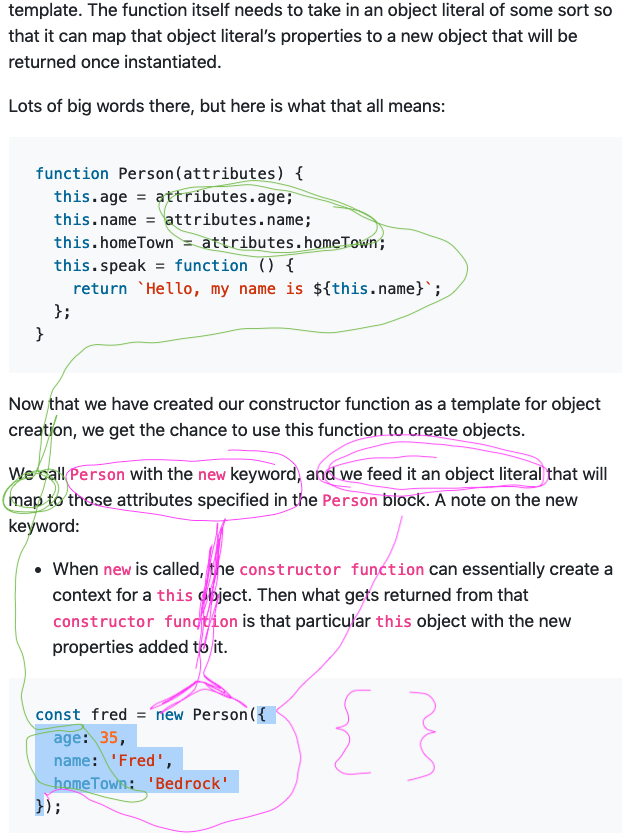 template. The function itself needs to take in an object literal of some sort so
that it can map that object literal’s properties to a new object that will be
returned once instantiated.
Lots of big words there, but here is what that all means:
function Person(attributes) {
  this.age = attributes.age;
  this.name = attributes.name;
  this.homeTown = attributes.homeTown;
  this.speak = function () {
    return `Hello, my name is ${this.name}`;
  };
}
Now that we have created our constructor function as a template for object
creation, we get the chance to use this function to create objects.
We call Person with the new keyword, and we feed it an object literal that will
map to those attributes specified in the Person block. A note on the new
keyword:
• When new is called, the constructor function can essentially create a
context for a this object. Then what gets returned from that
constructor function is that particular this object with the new
properties added to it.
const fred = new Person({
  age: 35,
  name: 'Fred',
  homeTown: 'Bedrock'
});
{ }